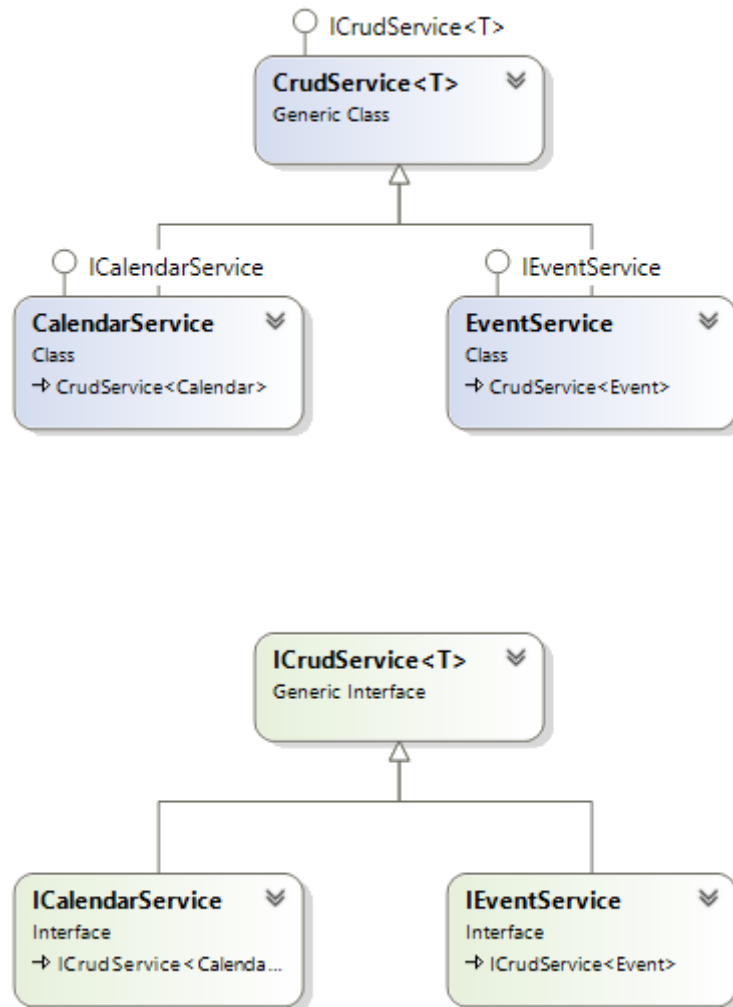 ICrudService<T>
CrudService<T>
Generic Class
ICalendarService
IEventService
CalendarService
Class
CrudService<Calendar>
EventService
Class
CrudService<Event>
ICrudService<T>
Generic Interface
ICalendarService
Interface
ICrudService<Calenda...
IEventService
Interface
ICrudService<Event>